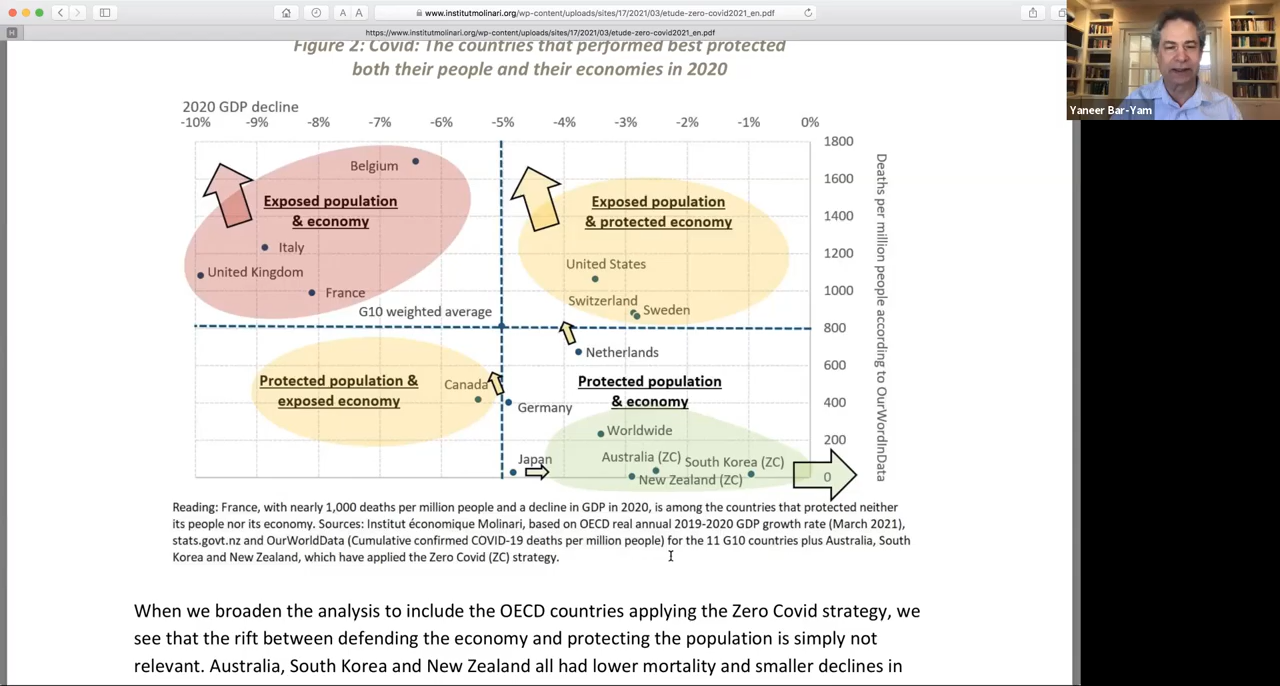 www.institutmolinari.org/wp-content/uploads/sites/17/2021/03/etude-zero-covid2021_en.pdf
A A
H
https://www.institutmolinari.org/wp-content/uploads/sites/17/2021/03/etude-zero-covid2021_en.pdf
Yaneer Bar-Yam
Figure 2: Covid: The countries that performed best protected
both their people and their economies in 2020
2020 GDP decline
-10% -9% -8% -7% -6% -5% -4% -3% -2% -1% 0%
1800
1600
1400
1200
1000
800
600
400
200
0
Deaths per million people according to OurWordInData
Belgium
Exposed population
& economy
Italy
United Kingdom
France
Exposed population
& protected economy
United States
Switzerland
Sweden
G10 weighted average
Netherlands
Protected population &
exposed economy
Canada
Germany
Protected population
& economy
Worldwide
Australia (ZC)
South Korea (ZC)
New Zealand (ZC)
Japan
Reading: France, with nearly 1,000 deaths per million people and a decline in GDP in 2020, is among the countries that protected neither
its people nor its economy. Sources: Institut économique Molinari, based on OECD real annual 2019-2020 GDP growth rate (March 2021),
stats.govt.nz and OurWorldData (Cumulative confirmed COVID-19 deaths per million people) for the 11 G10 countries plus Australia, South
Korea and New Zealand, which have applied the Zero Covid (ZC) strategy.
When we broaden the analysis to include the OECD countries applying the Zero Covid strategy, we
see that the rift between defending the economy and protecting the population is simply not
relevant. Australia, South Korea and New Zealand all had lower mortality and smaller declines in